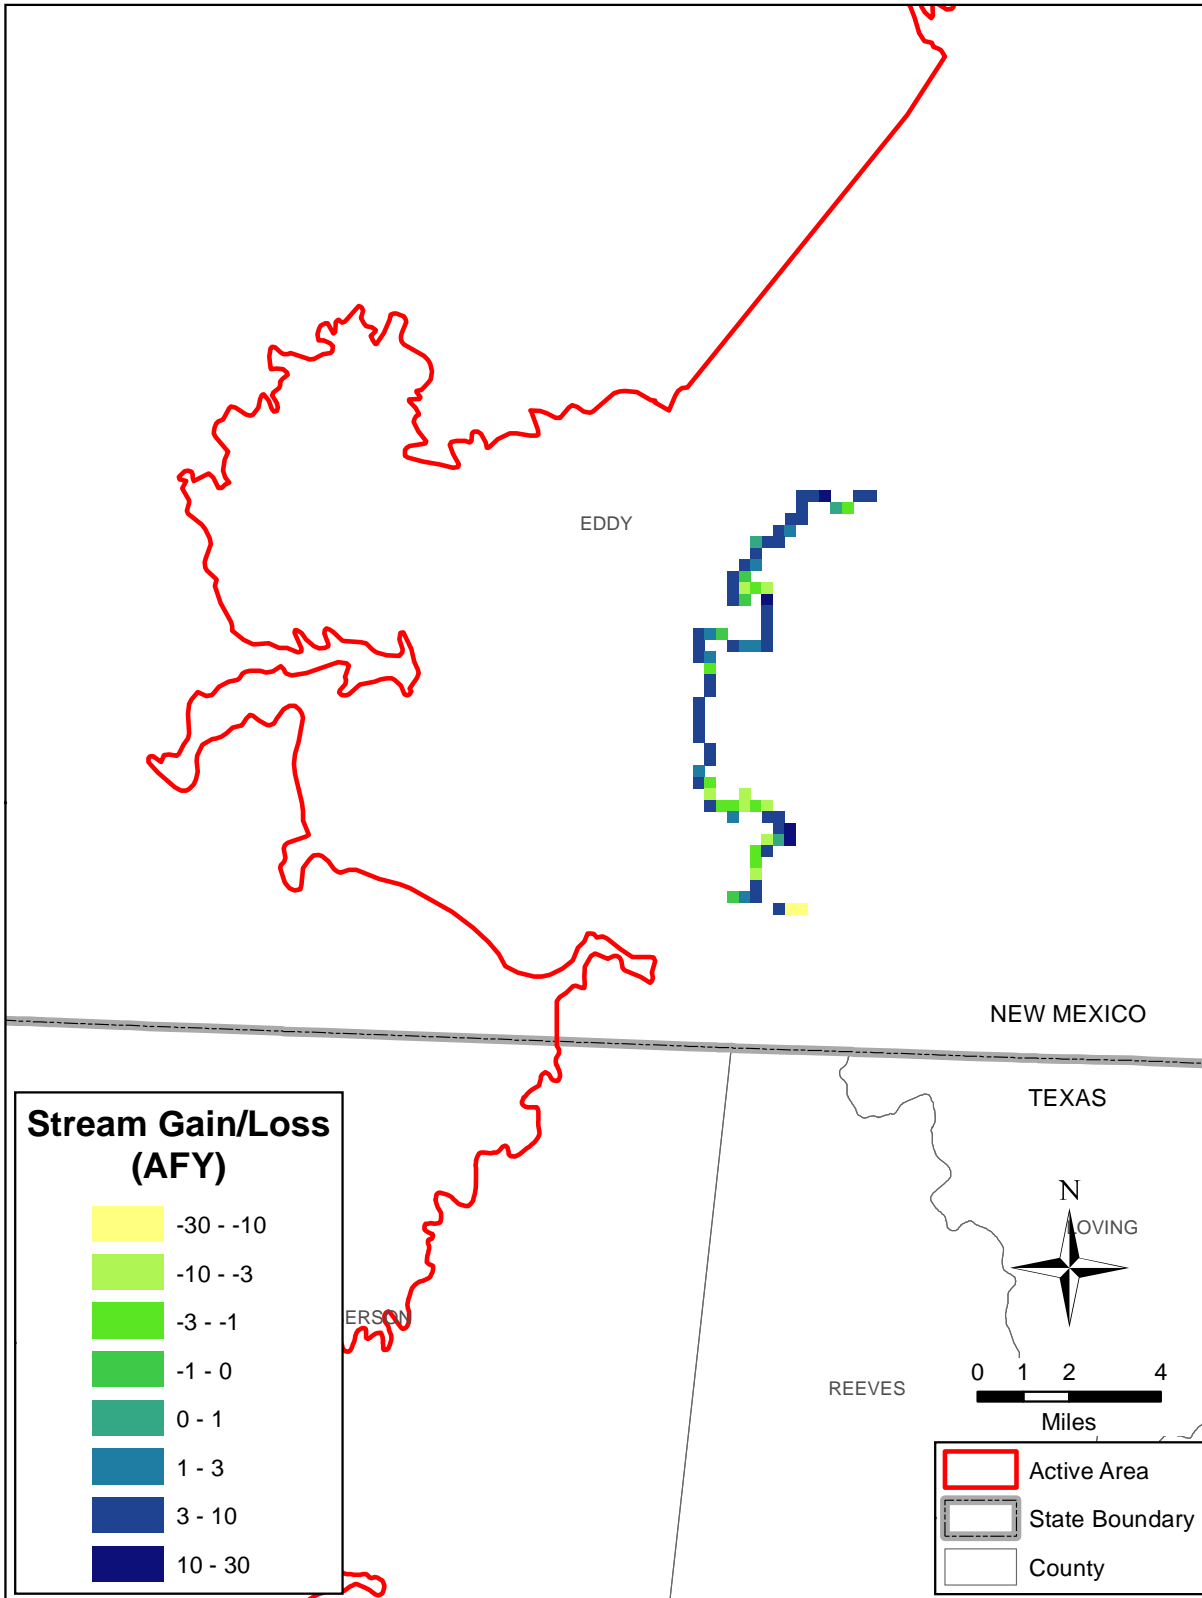 EDDY
NEW MEXICO
TEXAS
Stream Gain/Loss
(AFY)
-30 - -10
-10 - -3
-3 - -1
-1 - 0
0 - 1
1 - 3
3 - 10
10 - 30
ERSON
N
LOVING
REEVES
0 1 2 4
Miles
Active Area
State Boundary
County